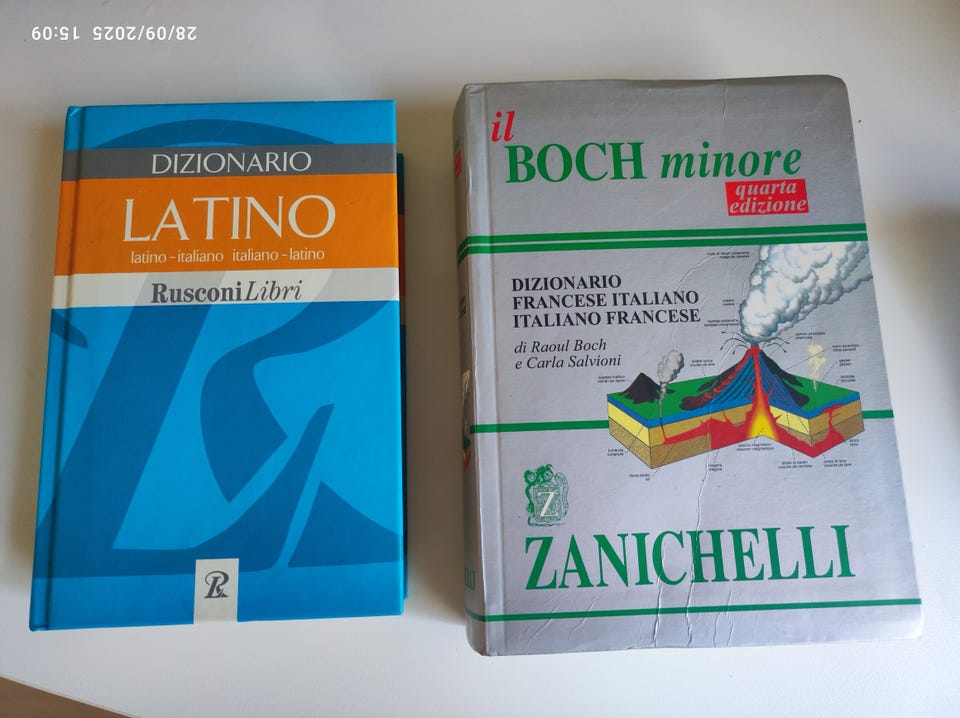 28/09/2025 15:09
DIZIONARIO
LATINO
latino – italiano italiano – latino
RusconiLibri
R
il
BOCH minore
quarta
edizione
DIZIONARIO
FRANCESE ITALIANO
ITALIANO FRANCESE
di Raoul Boch
e Carla Salvioni
Z
ZANICHELLI